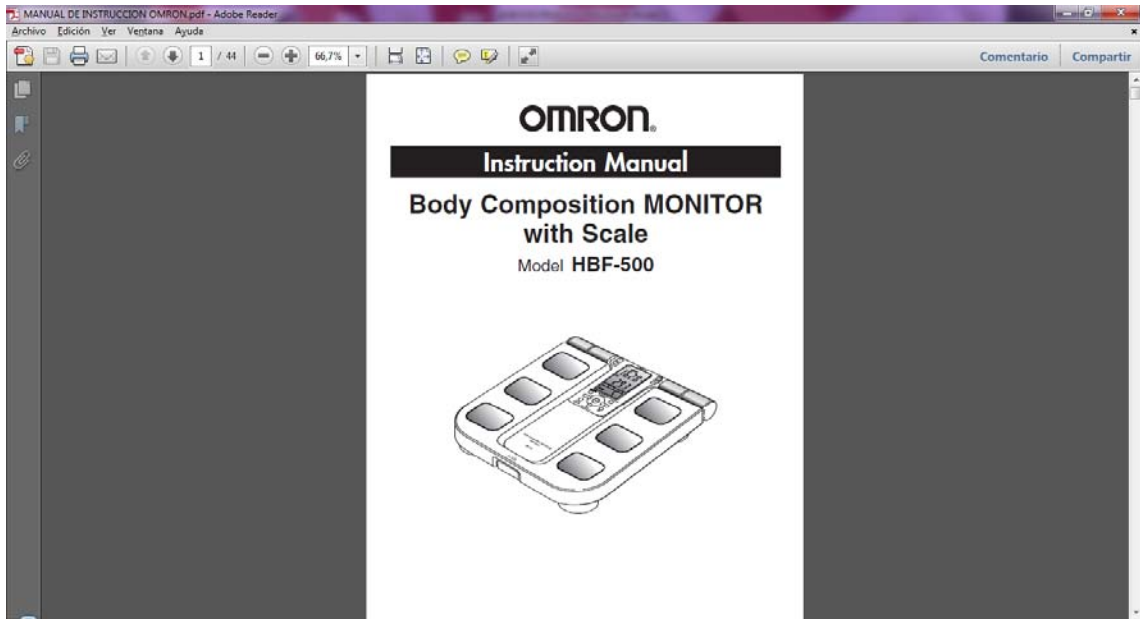 MANUAL DE INSTRUCCION OMRON.pdf - Adobe Reader
Archivo Edición Ver Ventana Ayuda
1 / 44 66,7% Comentario Compartir
OMRON®
Instruction Manual
Body Composition MONITOR
with Scale
Model HBF-500